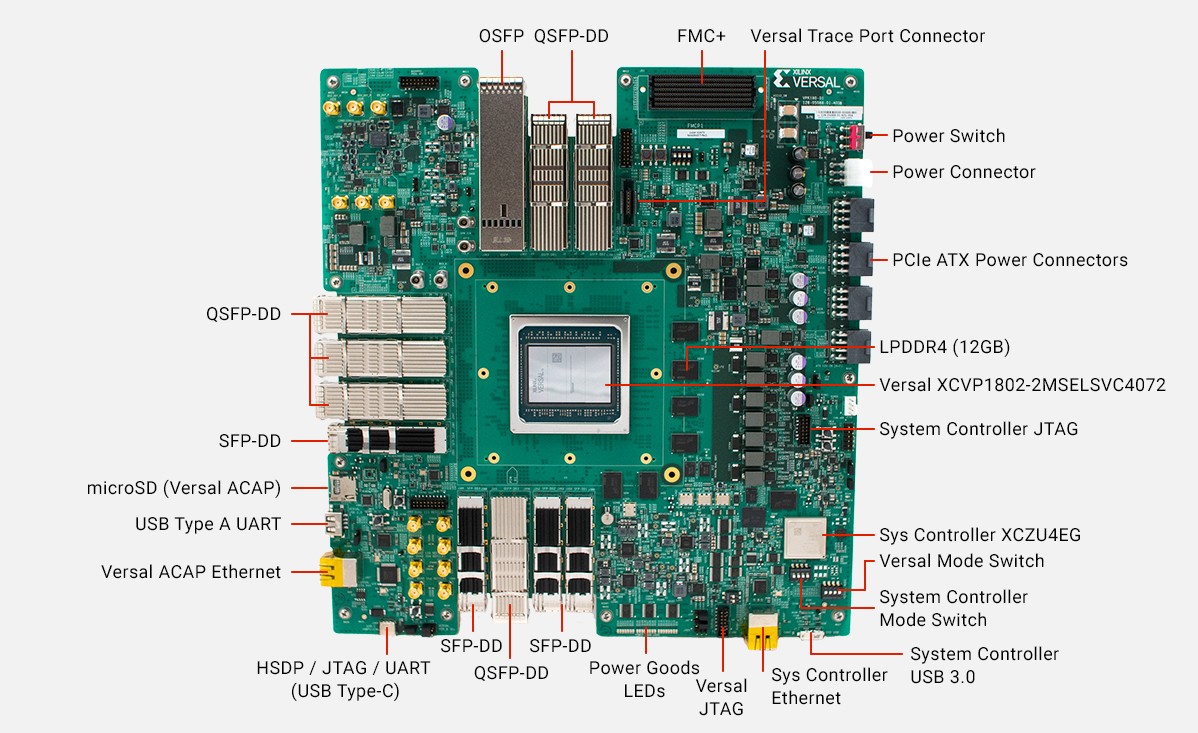 OSFP
QSFP-DD
FMC+
Versal Trace Port Connector
XILINX
VERSAL
Power Switch
Power Connector
PCIe ATX Power Connectors
QSFP-DD
LPDDR4 (12GB)
Versal XCVP1802-2MSELSVC4072
SFP-DD
System Controller JTAG
microSD (Versal ACAP)
USB Type A UART
Sys Controller XCZU4EG
Versal Mode Switch
Versal ACAP Ethernet
System Controller
Mode Switch
SFP-DD
SFP-DD
System Controller
USB 3.0
HSDP / JTAG / UART
(USB Type-C)
QSFP-DD
Power Goods
LEDs
Versal
JTAG
Sys Controller
Ethernet
VERSAL